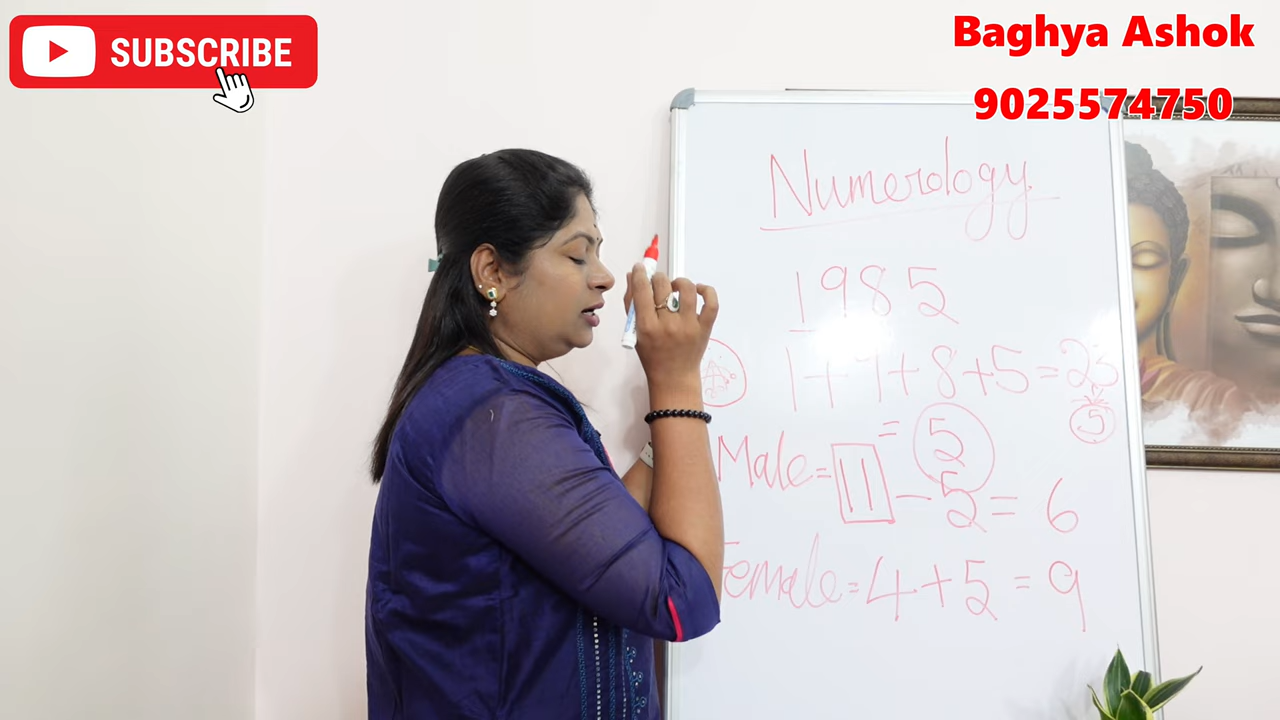 SUBSCRIBE
Baghya Ashok
9025574750
Numerology
1985
1+9+8+5=23
5
= 5
Male = 11 - 5 = 6
Female = 4+5 = 9